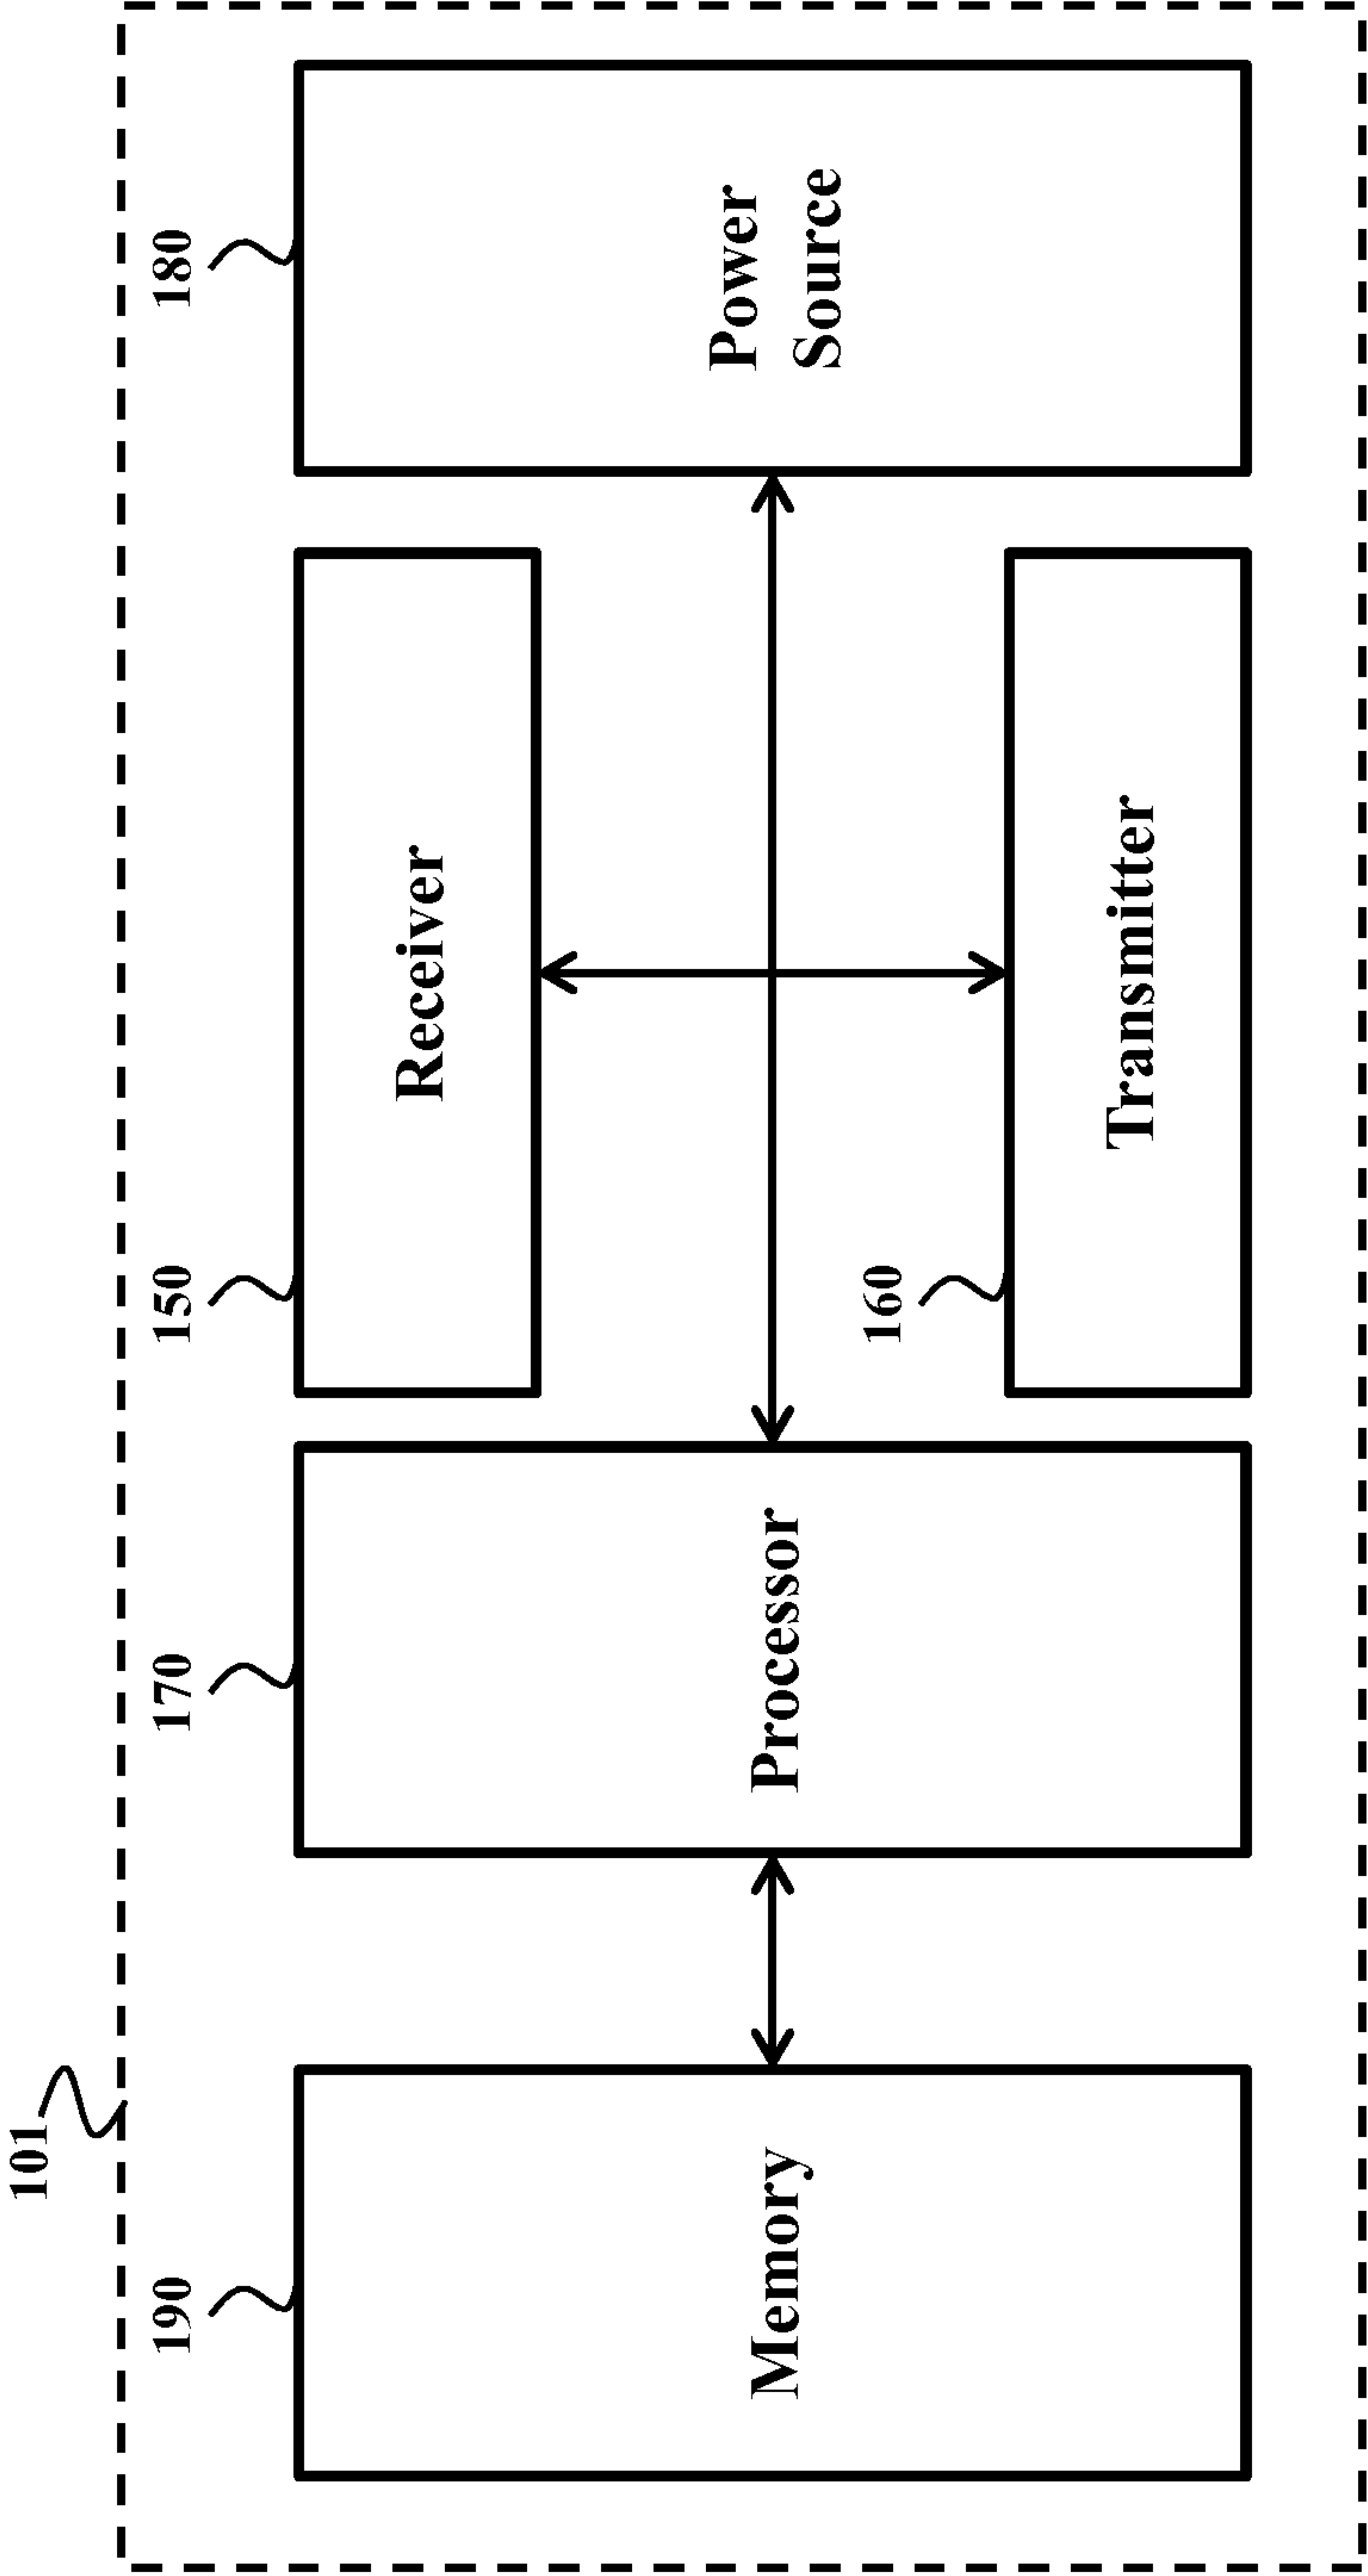 101
190
170
150
180
Memory
Processor
Receiver
160
Transmitter
Power
Source